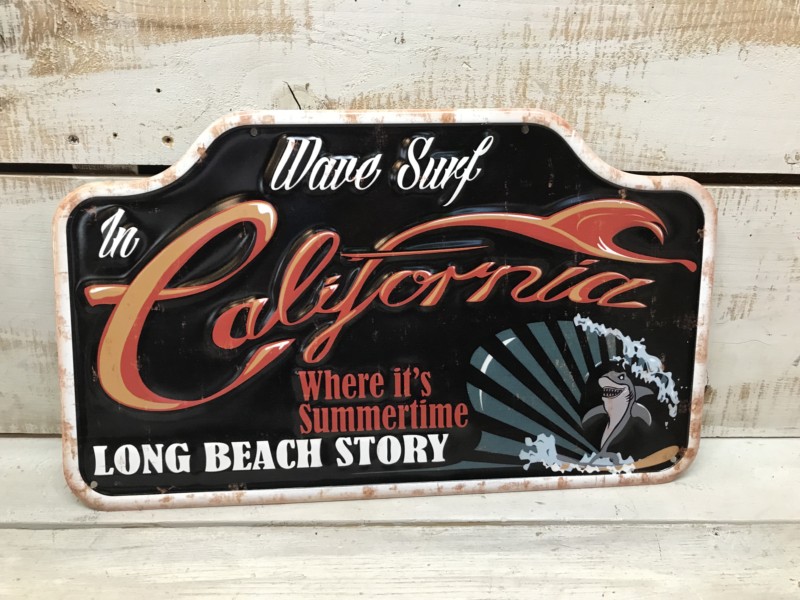 Wave Surf
In
California
Where it's
Summertime
LONG BEACH STORY